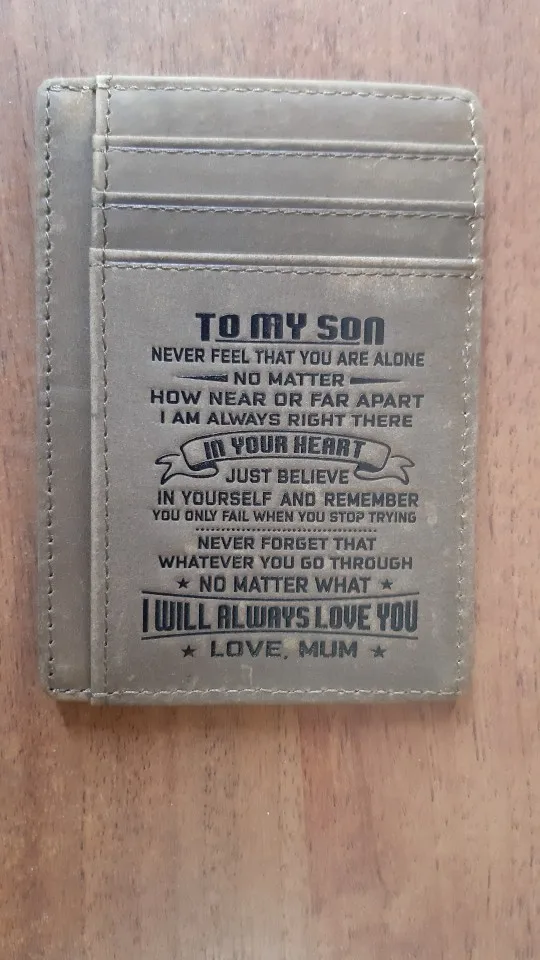 TO MY SON
NEVER FEEL THAT YOU ARE ALONE
NO MATTER
HOW NEAR OR FAR APART
I AM ALWAYS RIGHT THERE
IN YOUR HEART
JUST BELIEVE
IN YOURSELF AND REMEMBER
YOU ONLY FAIL WHEN YOU STOP TRYING
NEVER FORGET THAT
WHATEVER YOU GO THROUGH
NO MATTER WHAT
I WILL ALWAYS LOVE YOU
LOVE, MUM